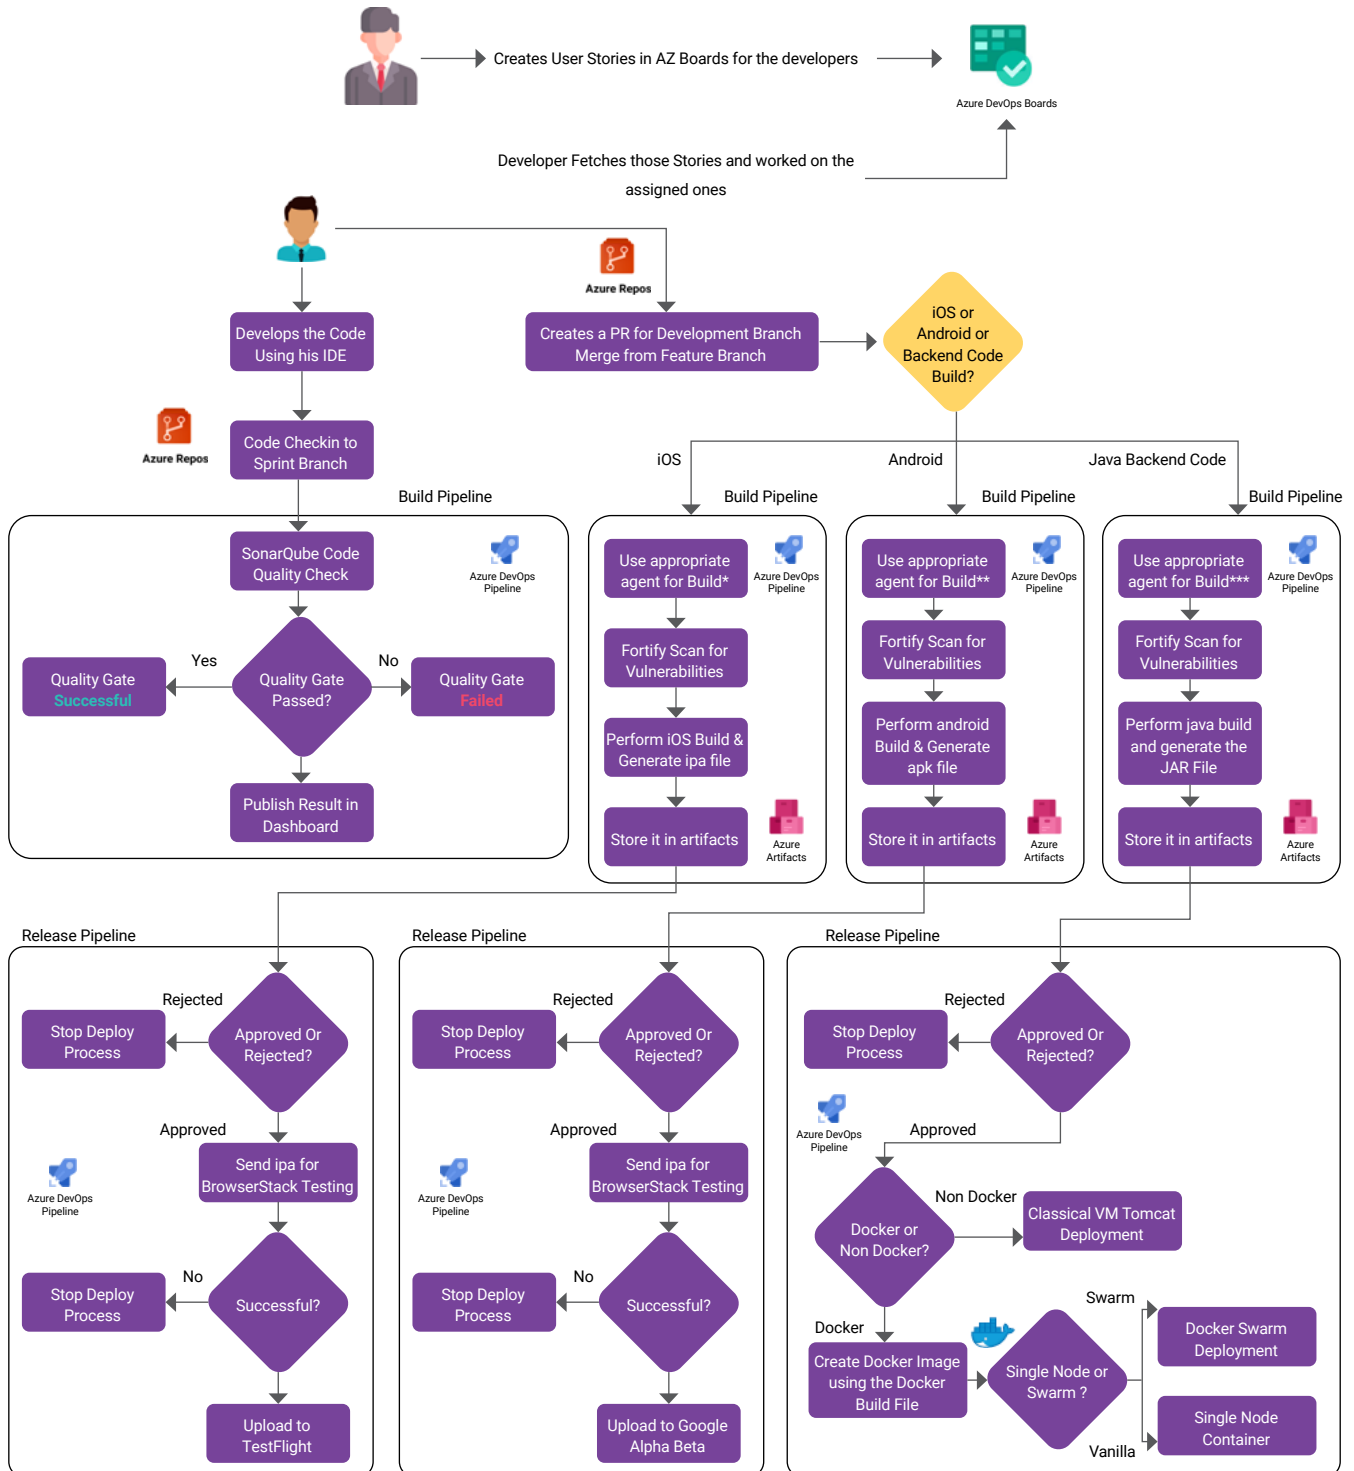 Creates User Stories in AZ Boards for the developers
Azure DevOps Boards
Developer Fetches those Stories and worked on the
assigned ones
Azure Repos
Develops the Code
Using his IDE
Creates a PR for Development Branch
Merge from Feature Branch
iOS or
Android or
Backend Code
Build?
Azure Repos
Code Checkin to
Sprint Branch
iOS
Android
Java Backend Code
Build Pipeline
Build Pipeline
Build Pipeline
Build Pipeline
SonarQube Code
Quality Check
Azure DevOps
Pipeline
Quality Gate
Passed?
Yes
No
Quality Gate
Successful
Quality Gate
Failed
Publish Result in
Dashboard
Use appropriate
agent for Build*
Azure DevOps
Pipeline
Fortify Scan for
Vulnerabilities
Perform iOS Build &
Generate ipa file
Store it in artifacts
Azure
Artifacts
Use appropriate
agent for Build**
Azure DevOps
Pipeline
Fortify Scan for
Vulnerabilities
Perform android
Build & Generate
apk file
Store it in artifacts
Azure
Artifacts
Use appropriate
agent for Build***
Azure DevOps
Pipeline
Fortify Scan for
Vulnerabilities
Perform java build
and generate the
JAR File
Store it in artifacts
Azure
Artifacts
Release Pipeline
Rejected
Stop Deploy
Process
Approved Or
Rejected?
Approved
Send ipa for
BrowserStack Testing
Azure DevOps
Pipeline
No
Stop Deploy
Process
Successful?
Upload to
TestFlight
Release Pipeline
Rejected
Stop Deploy
Process
Approved Or
Rejected?
Approved
Send ipa for
BrowserStack Testing
Azure DevOps
Pipeline
No
Stop Deploy
Process
Successful?
Upload to Google
Alpha Beta
Release Pipeline
Rejected
Stop Deploy
Process
Approved Or
Rejected?
Azure DevOps
Pipeline
Approved
Docker or
Non Docker?
Non Docker
Classical VM Tomcat
Deployment
Docker
Create Docker Image
using the Docker
Build File
Single Node or
Swarm ?
Swarm
Docker Swarm
Deployment
Vanilla
Single Node
Container